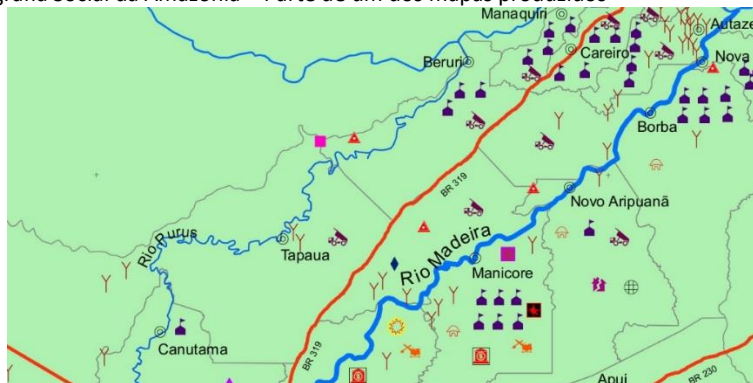 grafia Social da Amazônia – Parte de um dos mapas produzidos
Manaquiri
Autaze
Careiro
Nova
Beruri
Borba
BR 319
Novo Aripuanã
Rio Purus
Rio Madeira
Tapaua
Manicore
Canutama
BR 319
Apui
BR 230